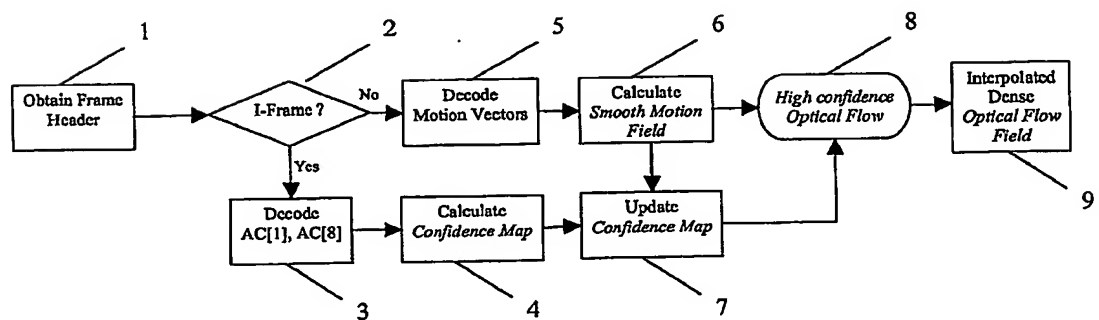 1
2
5
6
8
Obtain Frame
Header
I-Frame ?
No
Decode
Motion Vectors
Calculate
Smooth Motion
Field
High confidence
Optical Flow
Interpolated
Dense
Optical Flow
Field
9
Yes
Decode
AC[1], AC[8]
Calculate
Confidence Map
Update
Confidence Map
3
4
7